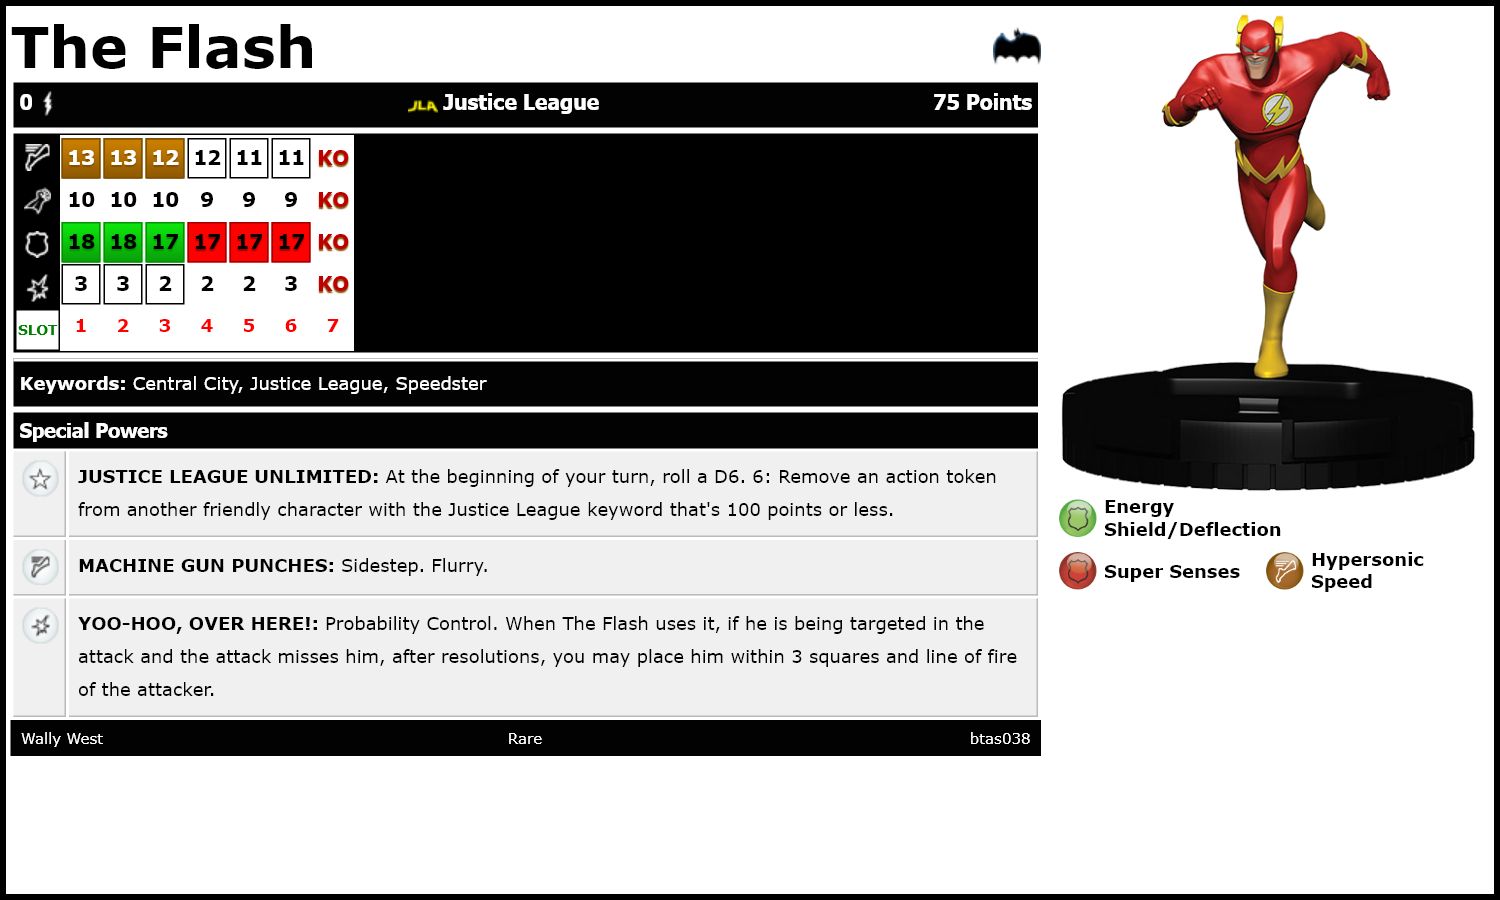 The Flash
0 JLA Justice League 75 Points
13 13 12 12 11 11 KO
10 10 10 9 9 9 KO
18 18 17 17 17 17 KO
3 3 2 2 2 3 KO
SLOT 1 2 3 4 5 6 7
Keywords: Central City, Justice League, Speedster
Special Powers
JUSTICE LEAGUE UNLIMITED: At the beginning of your turn, roll a D6. 6: Remove an action token
from another friendly character with the Justice League keyword that's 100 points or less.
MACHINE GUN PUNCHES: Sidestep. Flurry.
YOO-HOO, OVER HERE!: Probability Control. When The Flash uses it, if he is being targeted in the
attack and the attack misses him, after resolutions, you may place him within 3 squares and line of fire
of the attacker.
Wally West Rare btas038
Energy
Shield/Deflection
Super Senses
Hypersonic
Speed